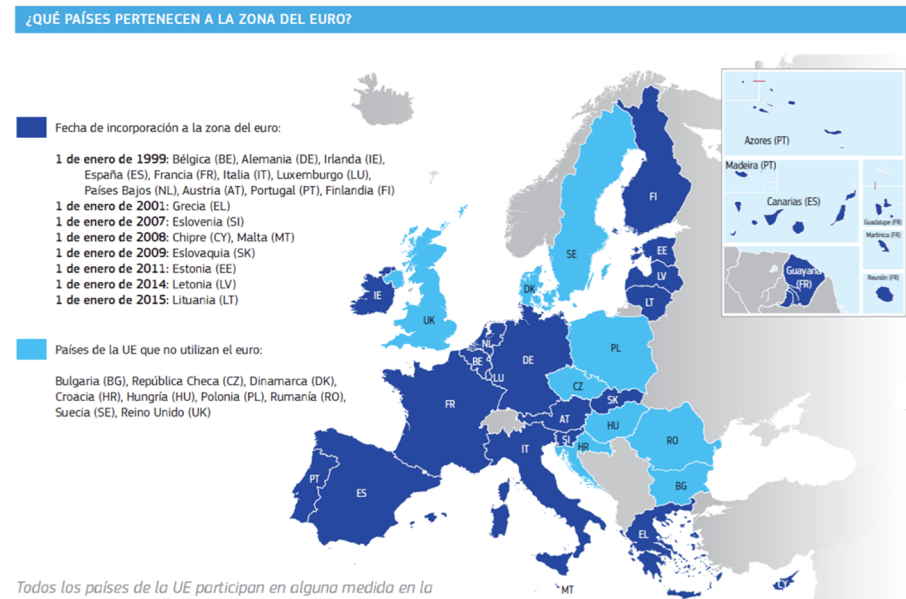 ¿QUÉ PAÍSES PERTENECEN A LA ZONA DEL EURO?
Fecha de incorporación a la zona del euro:
1 de enero de 1999: Bélgica (BE), Alemania (DE), Irlanda (IE),
España (ES), Francia (FR), Italia (IT), Luxemburgo (LU),
Países Bajos (NL), Austria (AT), Portugal (PT), Finlandia (FI)
1 de enero de 2001: Grecia (EL)
1 de enero de 2007: Eslovenia (SI)
1 de enero de 2008: Chipre (CY), Malta (MT)
1 de enero de 2009: Eslovaquia (SK)
1 de enero de 2011: Estonia (EE)
1 de enero de 2014: Letonia (LV)
1 de enero de 2015: Lituania (LT)
Países de la UE que no utilizan el euro:
Bulgaria (BG), República Checa (CZ), Dinamarca (DK),
Croacia (HR), Hungría (HU), Polonia (PL), Rumanía (RO),
Suecia (SE), Reino Unido (UK)
Azores (PT)
Madeira (PT)
Canarias (ES)
Guadalupe (FR)
Martinica (FR)
Guayana
(FR)
Reunión (FR)
FI
SE
EE
LV
LT
DK
IE
UK
NL
BE
LU
DE
PL
CZ
SK
FR
AT
HU
SI
HR
RO
IT
BG
PT
ES
EL
MT
CY
Todos los países de la UE participan en alguna medida en la